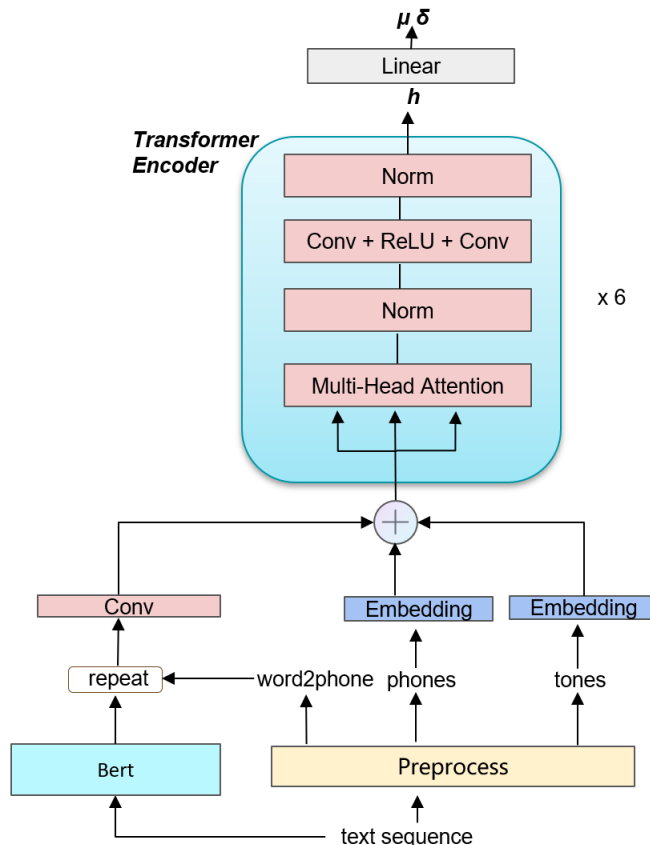 μ δ
Linear
h
Transformer
Encoder
Norm
Conv + ReLU + Conv
Norm
x 6
Multi-Head Attention
Conv
Embedding
Embedding
repeat
word2phone
phones
tones
Bert
Preprocess
text sequence